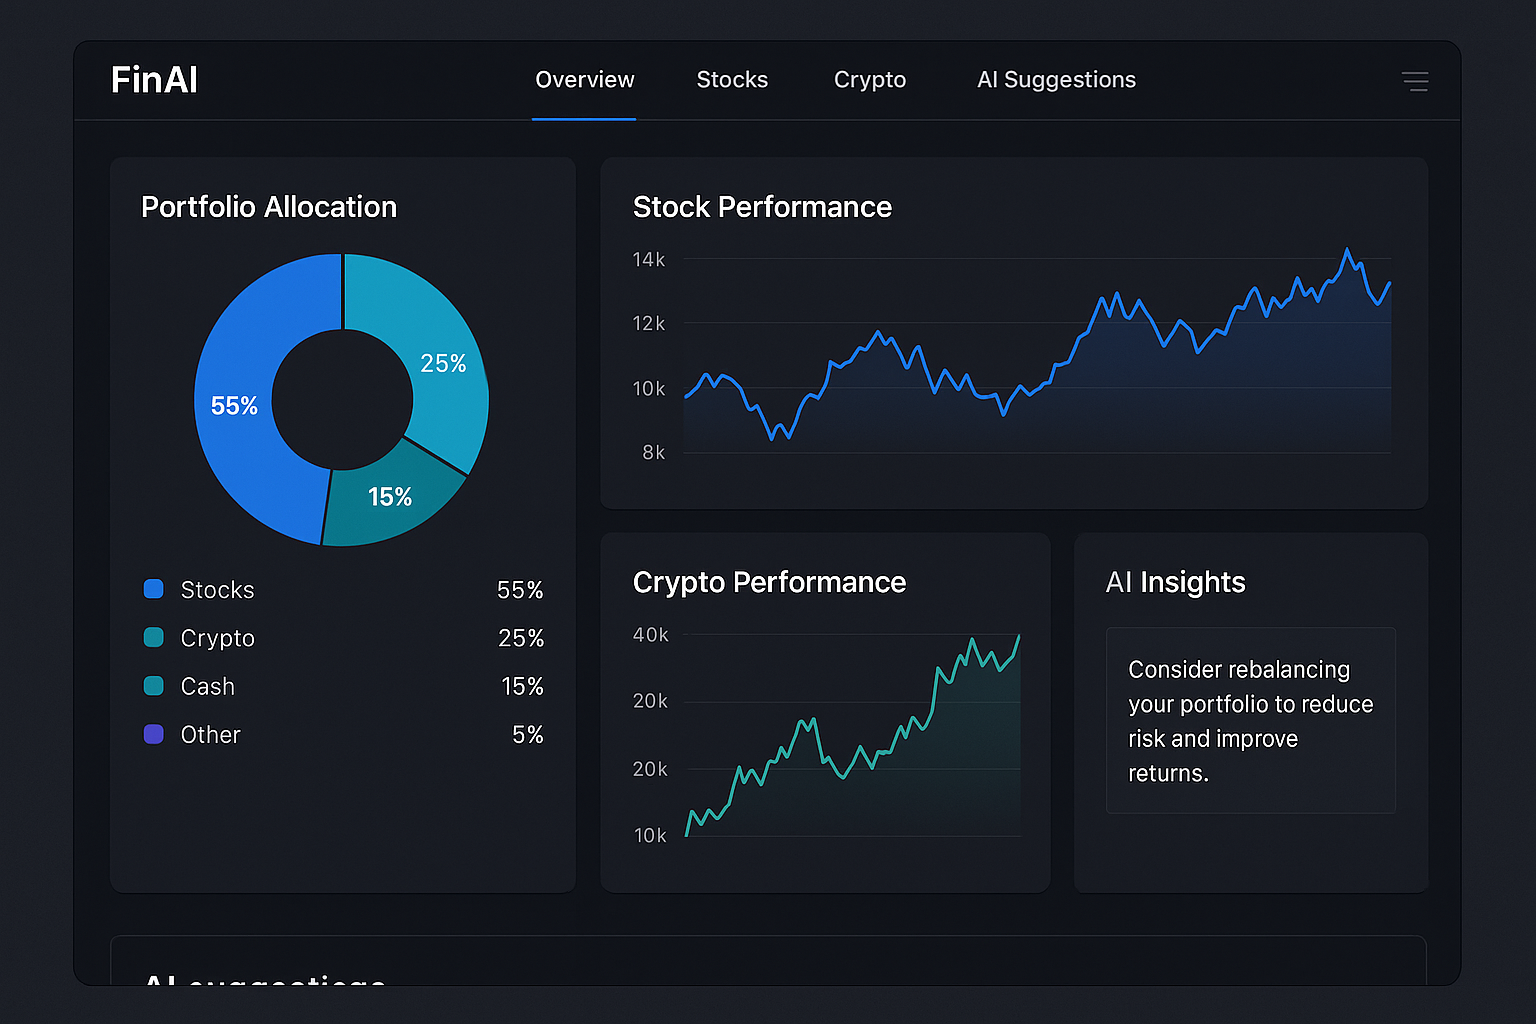 FinAI
Overview Stocks Crypto AI Suggestions
Portfolio Allocation
25%
55%
15%
Stocks 55%
Crypto 25%
Cash 15%
Other 5%
Stock Performance
14k
12k
10k
8k
Crypto Performance
40k
20k
20k
10k
AI Insights
Consider rebalancing
your portfolio to reduce
risk and improve
returns.
AI